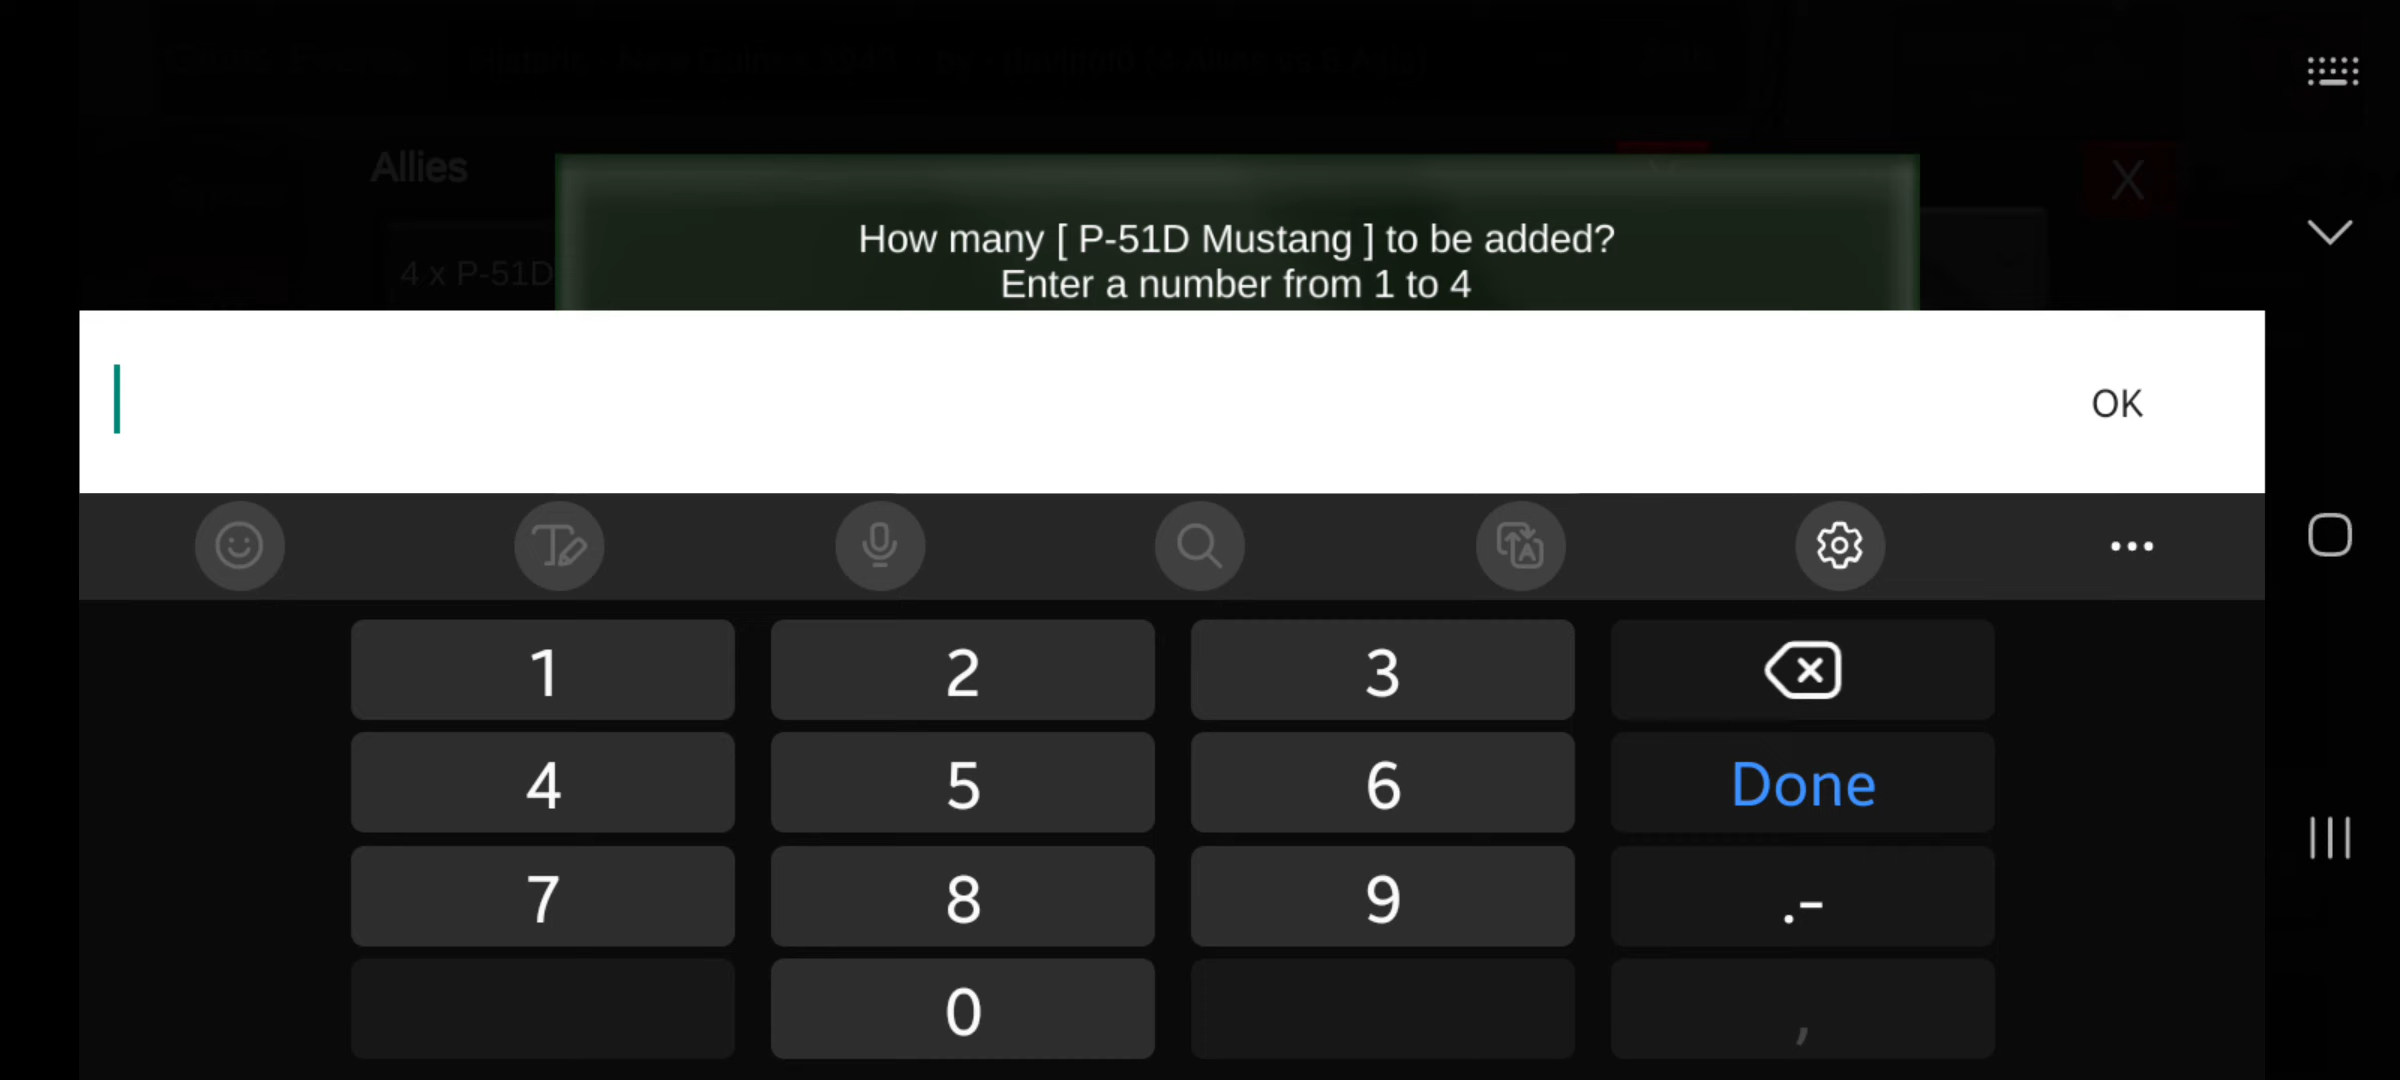 Allies
X
How many [ P-51D Mustang ] to be added?
4 x P-51D
Enter a number from 1 to 4
OK
1
2
3
4
5
6
Done
7
8
9
.-
0
,